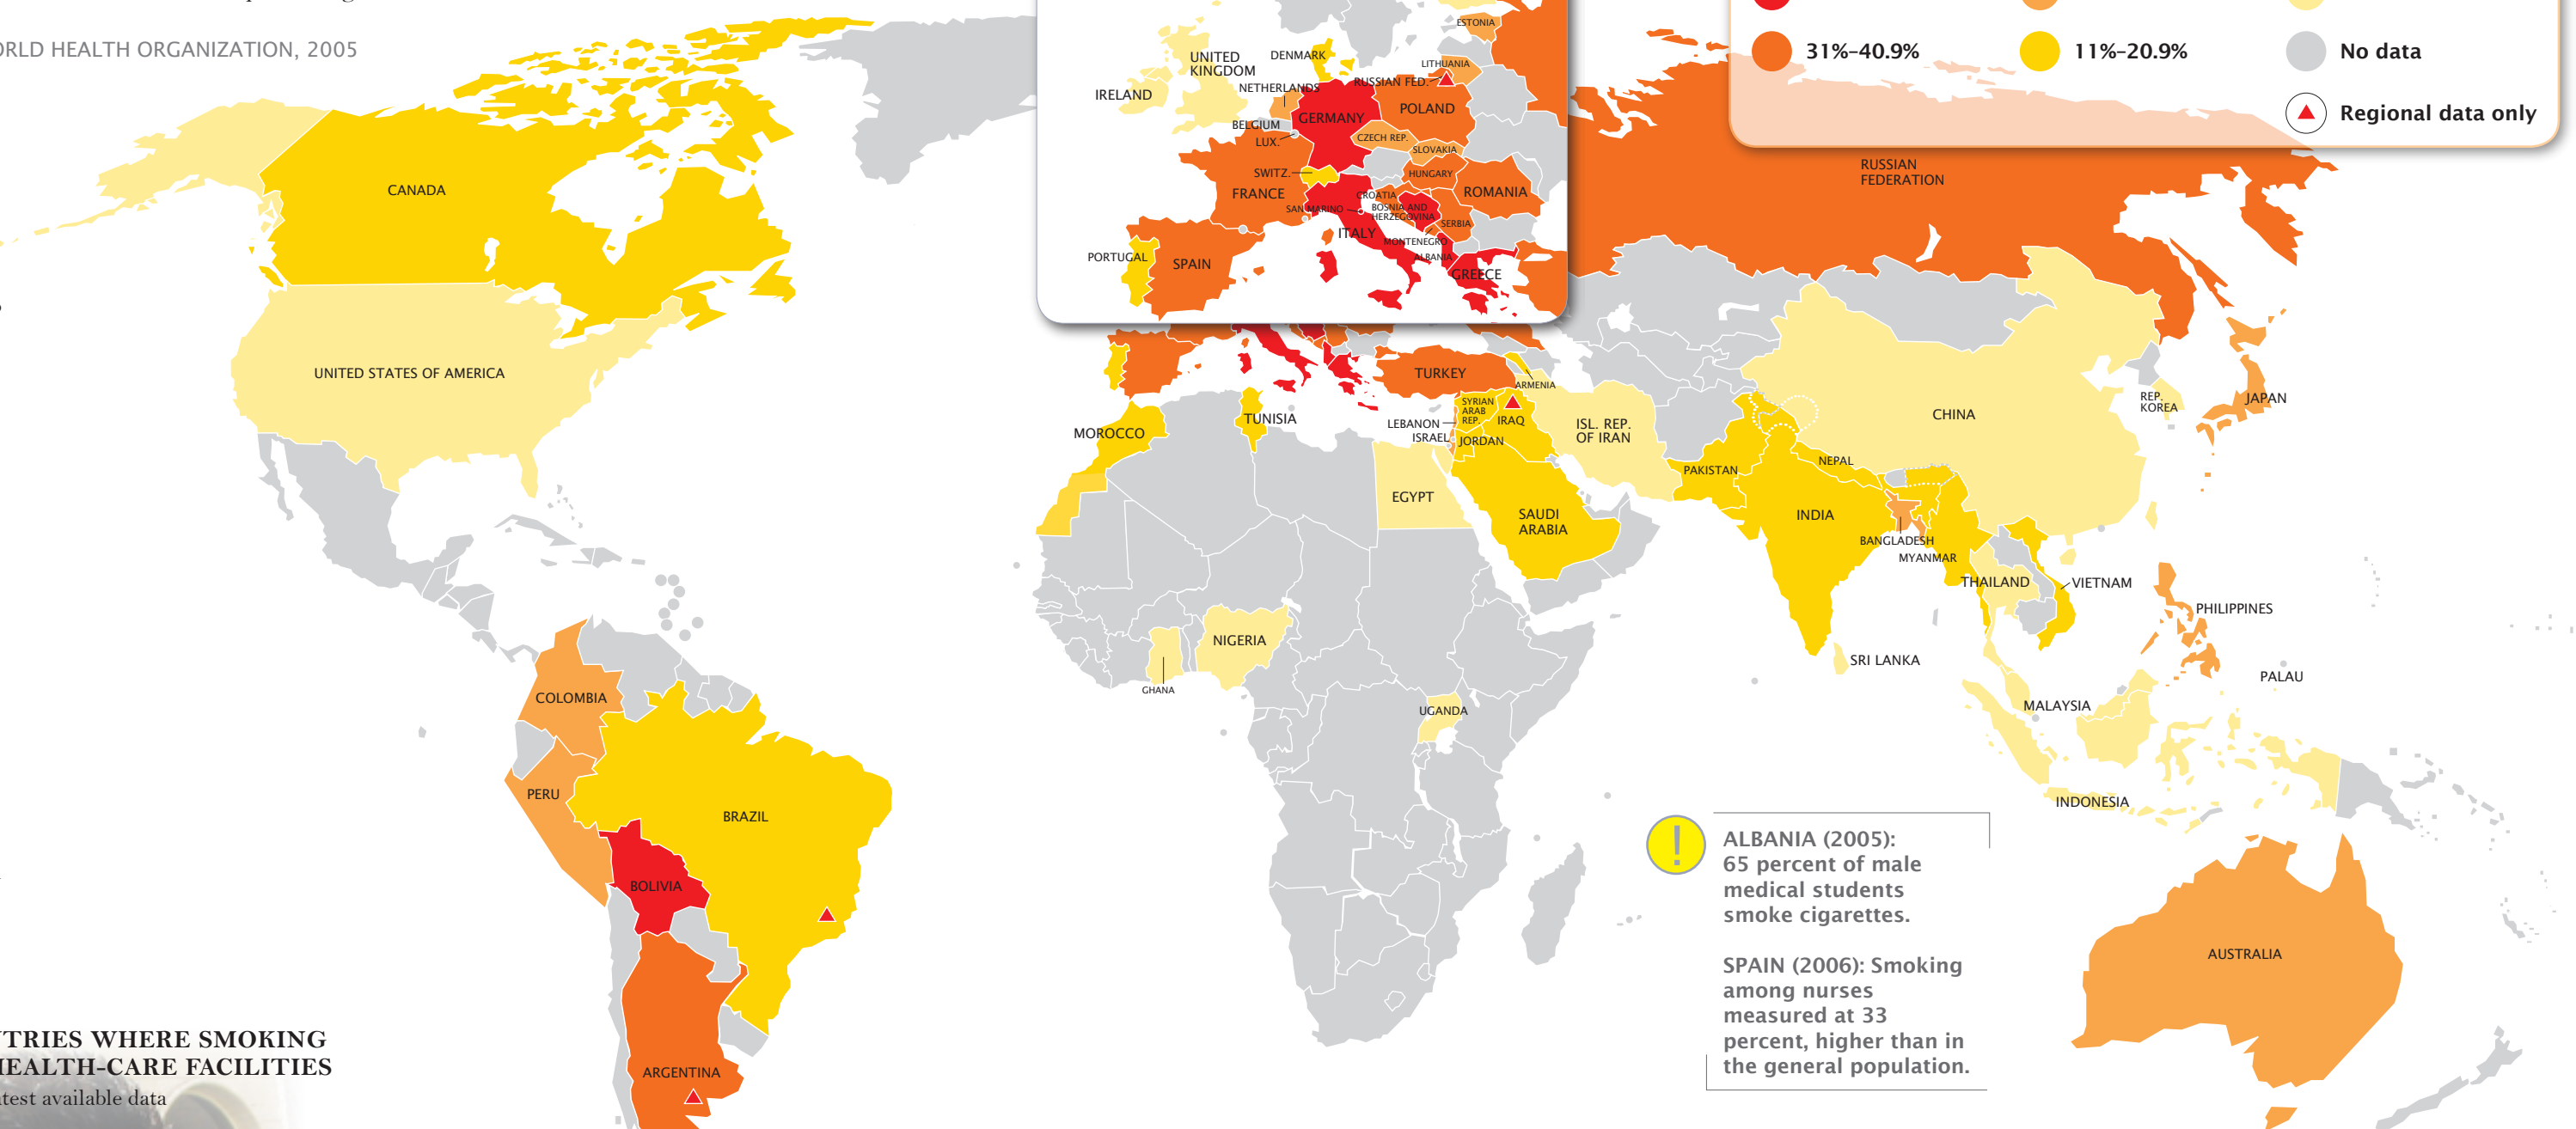 ORLD HEALTH ORGANIZATION, 2005
31%–40.9%
11%–20.9%
No data
Regional data only
ESTONIA
UNITED
KINGDOM
DENMARK
LITHUANIA
RUSSIAN FED.
IRELAND
NETHERLANDS
POLAND
GERMANY
BELGIUM
LUX.
CZECH REP.
SLOVAKIA
SWITZ.
HUNGARY
FRANCE
ROMANIA
CROATIA
SAN MARINO
BOSNIA AND
HERZEGOVINA
SERBIA
ITALY
MONTENEGRO
PORTUGAL
SPAIN
ALBANIA
GREECE
RUSSIAN
FEDERATION
CANADA
UNITED STATES OF AMERICA
TURKEY
ARMENIA
SYRIAN
ARAB
REP.
IRAQ
LEBANON
ISRAEL
JORDAN
ISL. REP.
OF IRAN
TUNISIA
MOROCCO
EGYPT
SAUDI
ARABIA
CHINA
REP.
KOREA
JAPAN
PAKISTAN
NEPAL
INDIA
BANGLADESH
MYANMAR
THAILAND
VIETNAM
PHILIPPINES
SRI LANKA
PALAU
MALAYSIA
INDONESIA
NIGERIA
GHANA
UGANDA
COLOMBIA
PERU
BRAZIL
BOLIVIA
ARGENTINA
AUSTRALIA
!
ALBANIA (2005):
65 percent of male
medical students
smoke cigarettes.
SPAIN (2006): Smoking
among nurses
measured at 33
percent, higher than in
the general population.
NTRIES WHERE SMOKING
HEALTH-CARE FACILITIES
atest available data